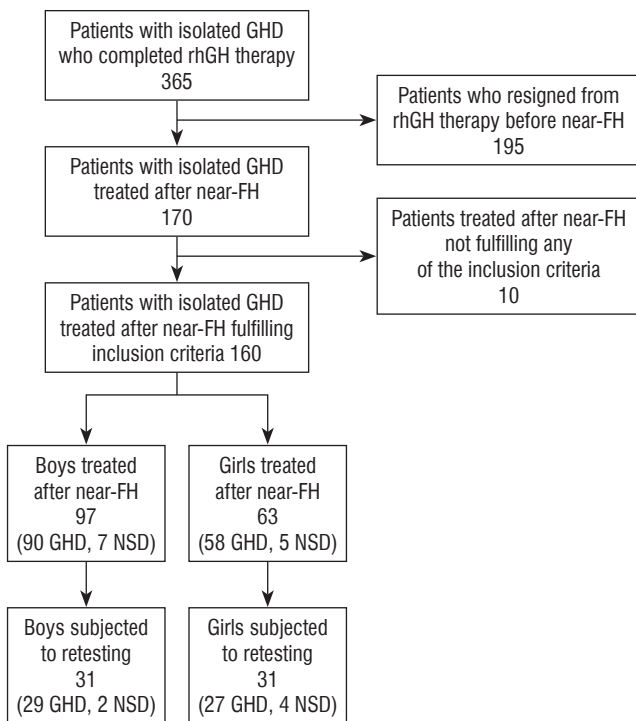 Patients with isolated GHD
who completed rhGH therapy
365
Patients who resigned from
rhGH therapy before near-FH
195
Patients with isolated GHD
treated after near-FH
170
Patients treated after near-FH
not fulfilling any
of the inclusion criteria
10
Patients with isolated GHD
treated after near-FH fulfilling
inclusion criteria 160
Boys treated
after near-FH
97
(90 GHD, 7 NSD)
Girls treated
after near-FH
63
(58 GHD, 5 NSD)
Boys subjected
to retesting
31
(29 GHD, 2 NSD)
Girls subjected
to retesting
31
(27 GHD, 4 NSD)